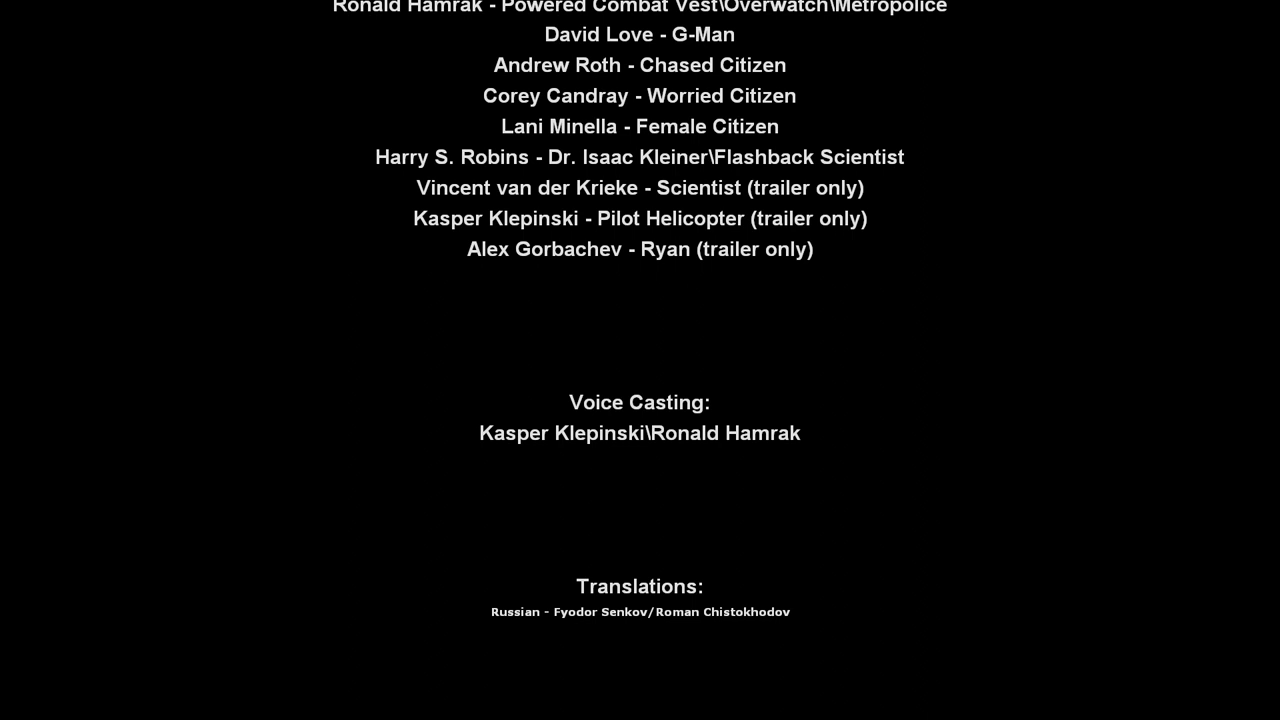 Ronald Hamrak - Powered Combat Vest\Overwatch\Metropolice
David Love - G-Man
Andrew Roth - Chased Citizen
Corey Candray - Worried Citizen
Lani Minella - Female Citizen
Harry S. Robins - Dr. Isaac Kleiner\Flashback Scientist
Vincent van der Krieke - Scientist (trailer only)
Kasper Klepinski - Pilot Helicopter (trailer only)
Alex Gorbachev - Ryan (trailer only)
Voice Casting:
Kasper Klepinski\Ronald Hamrak
Translations:
Russian - Fyodor Senkov/Roman Chistokhodov